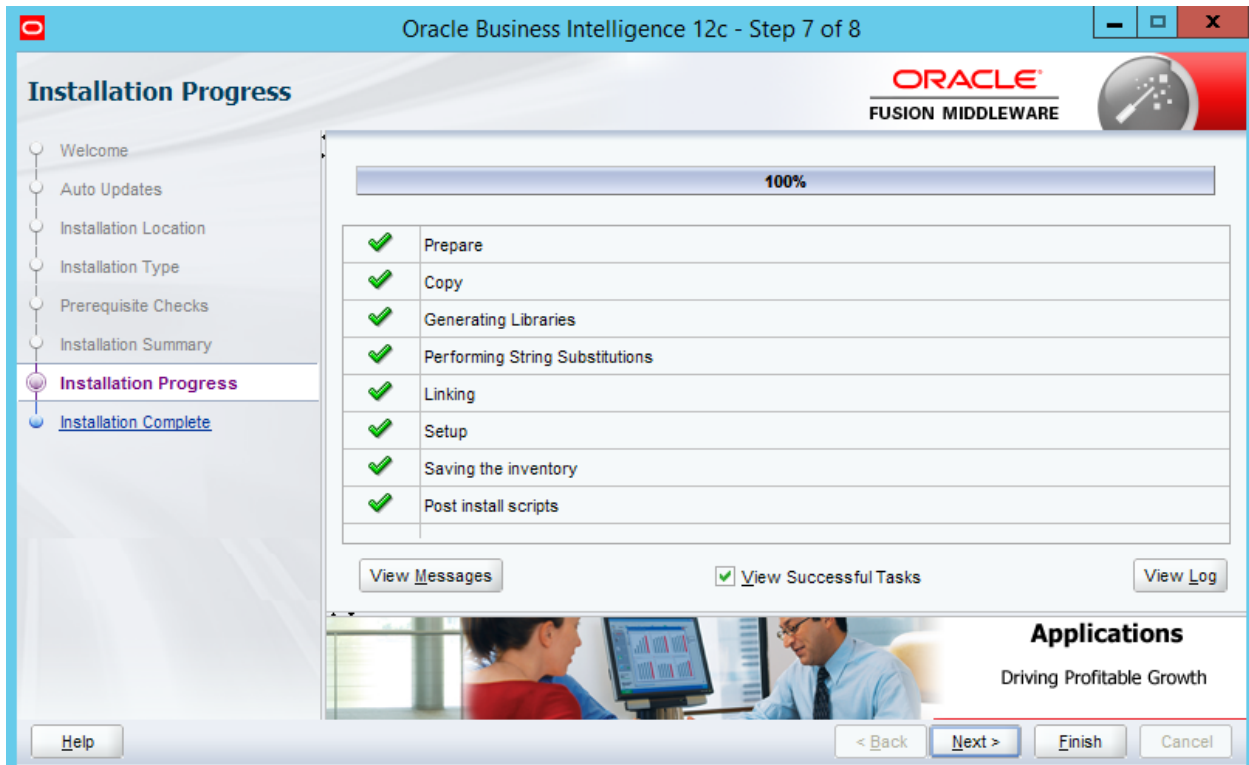 Oracle Business Intelligence 12c - Step 7 of 8
Installation Progress
ORACLE
FUSION MIDDLEWARE
Welcome
Auto Updates
Installation Location
Installation Type
Prerequisite Checks
Installation Summary
Installation Progress
Installation Complete
100%
Prepare
Copy
Generating Libraries
Performing String Substitutions
Linking
Setup
Saving the inventory
Post install scripts
View Messages
View Successful Tasks
View Log
Applications
Driving Profitable Growth
Help
< Back
Next >
Finish
Cancel